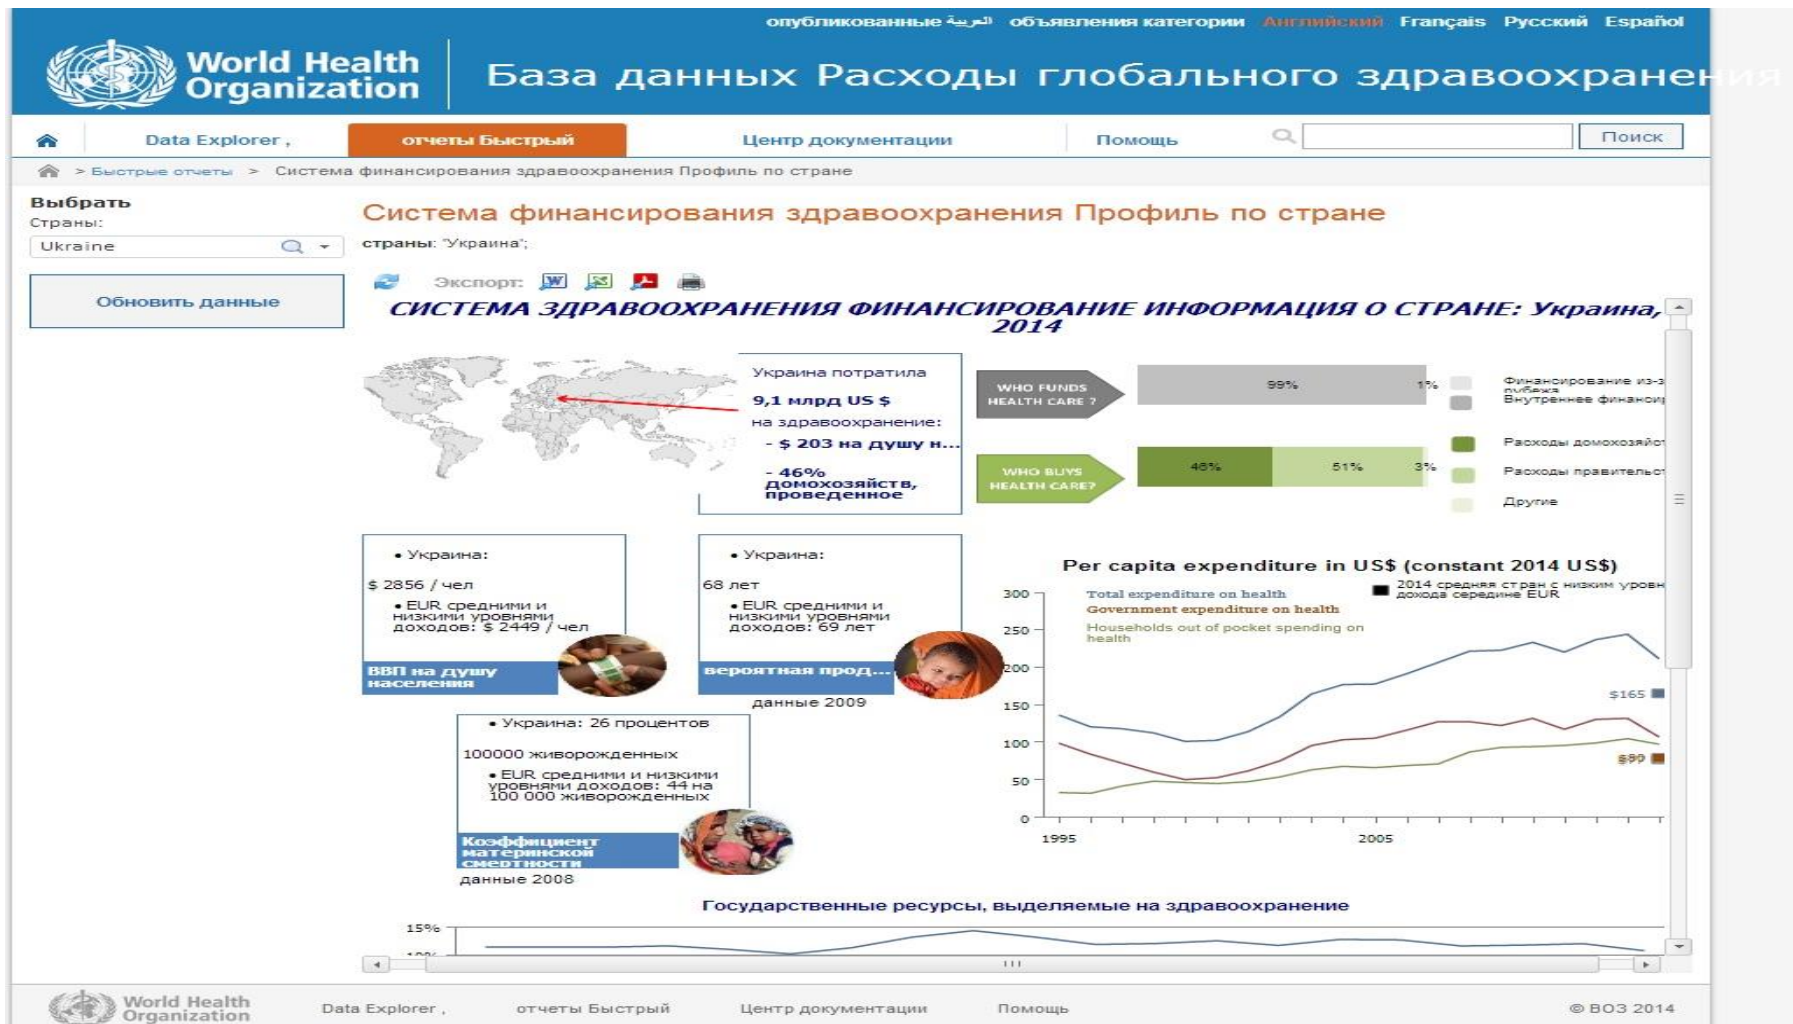 опубликованные العربية объявления категории Английский Français Русский Español
World Health
Organization
База данных Расходы глобального здравоохранения
Data Explorer , отчеты Быстрый Центр документации Помощь Поиск
> Быстрые отчеты > Система финансирования здравоохранения Профиль по стране
Выбрать
Страны:
Ukraine
Обновить данные
Система финансирования здравоохранения Профиль по стране
страны: "Украина";
Экспорт:
СИСТЕМА ЗДРАВООХРАНЕНИЯ ФИНАНСИРОВАНИЕ ИНФОРМАЦИЯ О СТРАНЕ: Украина,
2014
Украина потратила
9,1 млрд US $
на здравоохранение:
- $ 203 на душу н...
- 46%
домохозяйств,
проведенное
WHO FUNDS
HEALTH CARE ?
99% 1%
Финансирование из-з
рубежа
Внутреннее финанси
WHO BUYS
HEALTH CARE?
46% 51% 3%
Расходы домохозяйс
Расходы правительс
Другие
• Украина:
$ 2856 / чел
• EUR средними и
низкими уровнями
доходов: $ 2449 / чел
ВВП на душу
населения
• Украина:
68 лет
• EUR средними и
низкими уровнями
доходов: 69 лет
вероятная прод...
данные 2009
• Украина: 26 процентов
100000 живорожденных
• EUR средними и низкими
уровнями доходов: 44 на
100 000 живорожденных
Коэффициент
материнской
смертности
данные 2008
Per capita expenditure in US$ (constant 2014 US$)
Total expenditure on health
Government expenditure on health
Households out of pocket spending on
health
2014 средняя стран с низким уровн
дохода середине EUR
300
250
200
150
100
50
0
$165
1995 2005
Государственные ресурсы, выделяемые на здравоохранение
15%
10%
World Health
Organization
Data Explorer , отчеты Быстрый Центр документации Помощь © ВОЗ 2014